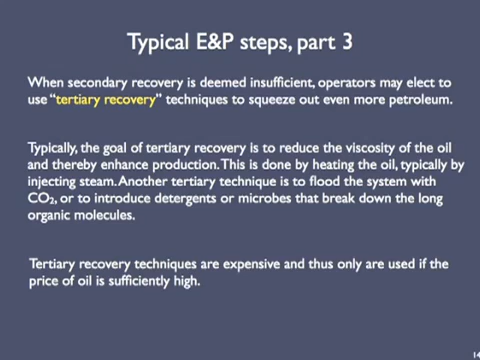 Typical E&P steps, part 3
When secondary recovery is deemed insufficient, operators may elect to
use “tertiary recovery” techniques to squeeze out even more petroleum.
Typically, the goal of tertiary recovery is to reduce the viscosity of the oil
and thereby enhance production. This is done by heating the oil, typically by
injecting steam. Another tertiary technique is to flood the system with
CO₂, or to introduce detergents or microbes that break down the long
organic molecules.
Tertiary recovery techniques are expensive and thus only are used if the
price of oil is sufficiently high.